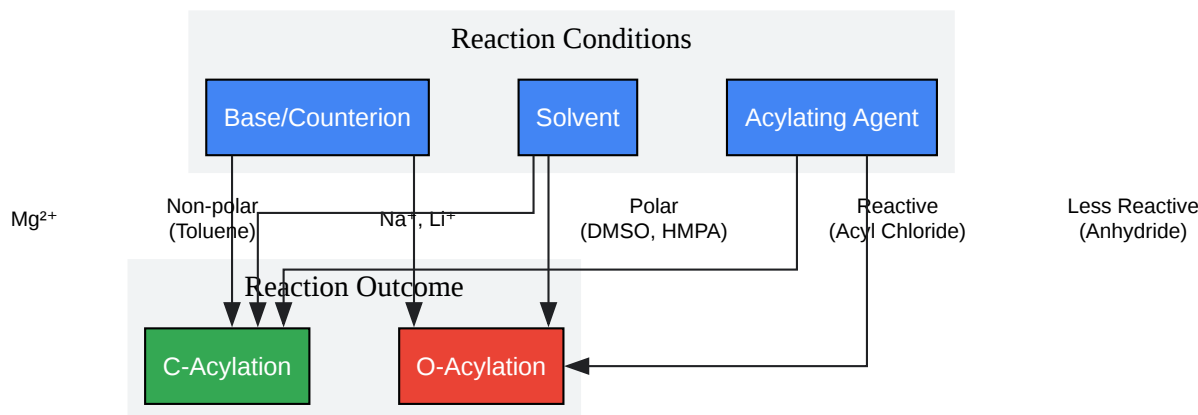 Reaction Conditions
Base/Counterion
Solvent
Acylating Agent
Mg²⁺
Non-polar
(Toluene)
Na⁺, Li⁺
Polar
(DMSO, HMPA)
Reactive
(Acyl Chloride)
Less Reactive
(Anhydride)
Reaction Outcome
C-Acylation
O-Acylation